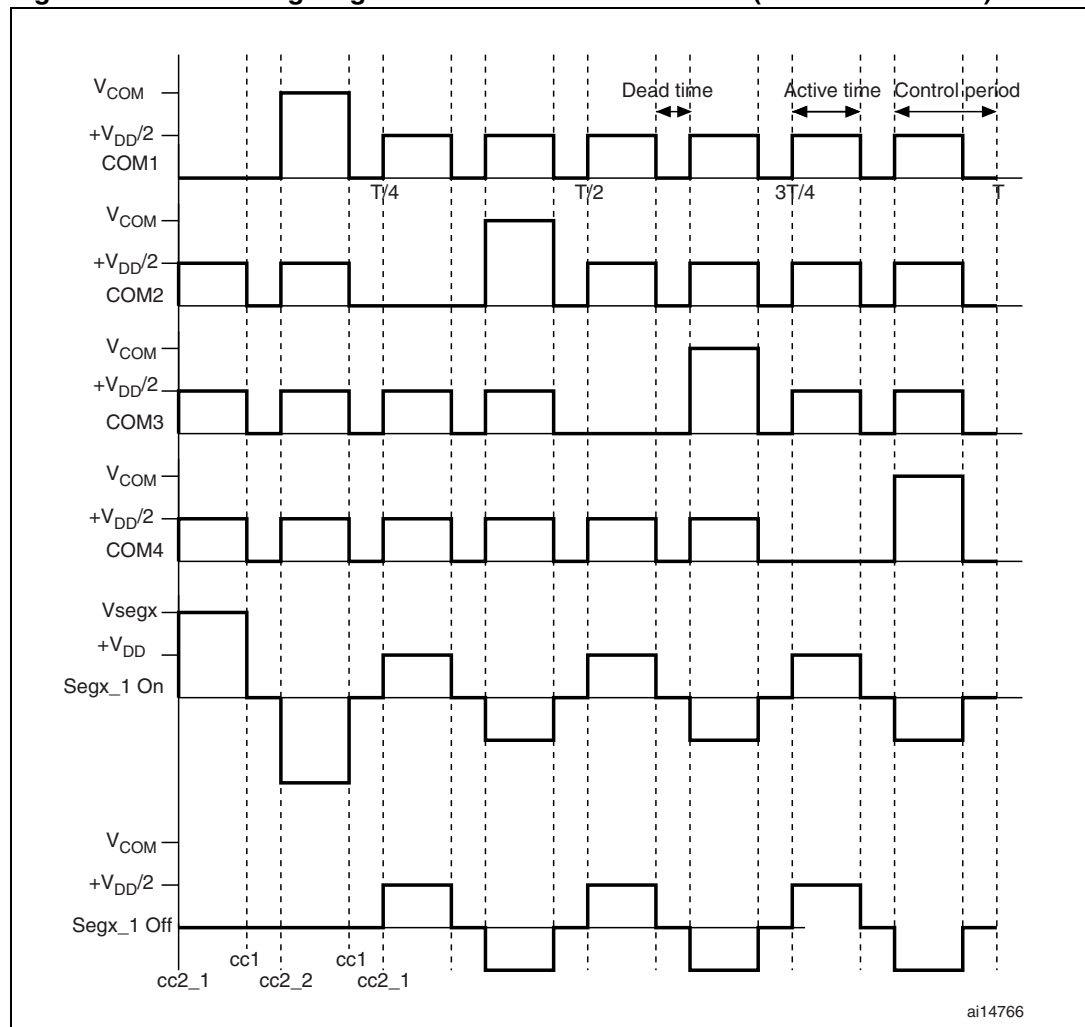 V_COM
Dead time
Active time
Control period
+V_DD/2
COM1
T/4
T/2
3T/4
T
V_COM
+V_DD/2
COM2
V_COM
+V_DD/2
COM3
V_COM
+V_DD/2
COM4
Vsegx
+V_DD
Segx_1 On
V_COM
+V_DD/2
Segx_1 Off
cc1
cc1
cc2_1
cc2_2
cc2_1
ai14766